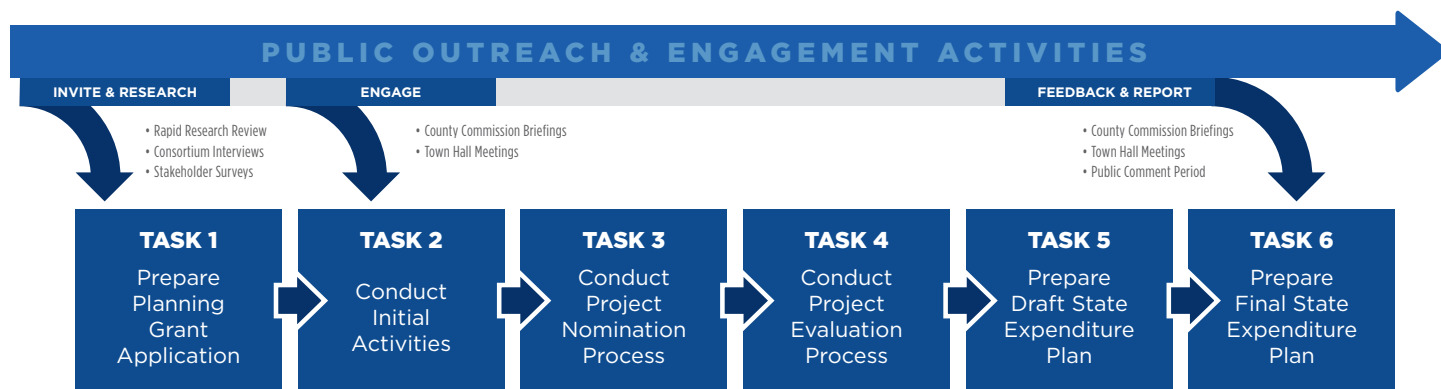 PUBLIC OUTREACH & ENGAGEMENT ACTIVITIES
INVITE & RESEARCH
• Rapid Research Review
• Consortium Interviews
• Stakeholder Surveys
ENGAGE
• County Commission Briefings
• Town Hall Meetings
FEEDBACK & REPORT
• County Commission Briefings
• Town Hall Meetings
• Public Comment Period
TASK 1
Prepare
Planning
Grant
Application
TASK 2
Conduct
Initial
Activities
TASK 3
Conduct
Project
Nomination
Process
TASK 4
Conduct
Project
Evaluation
Process
TASK 5
Prepare
Draft State
Expenditure
Plan
TASK 6
Prepare
Final State
Expenditure
Plan